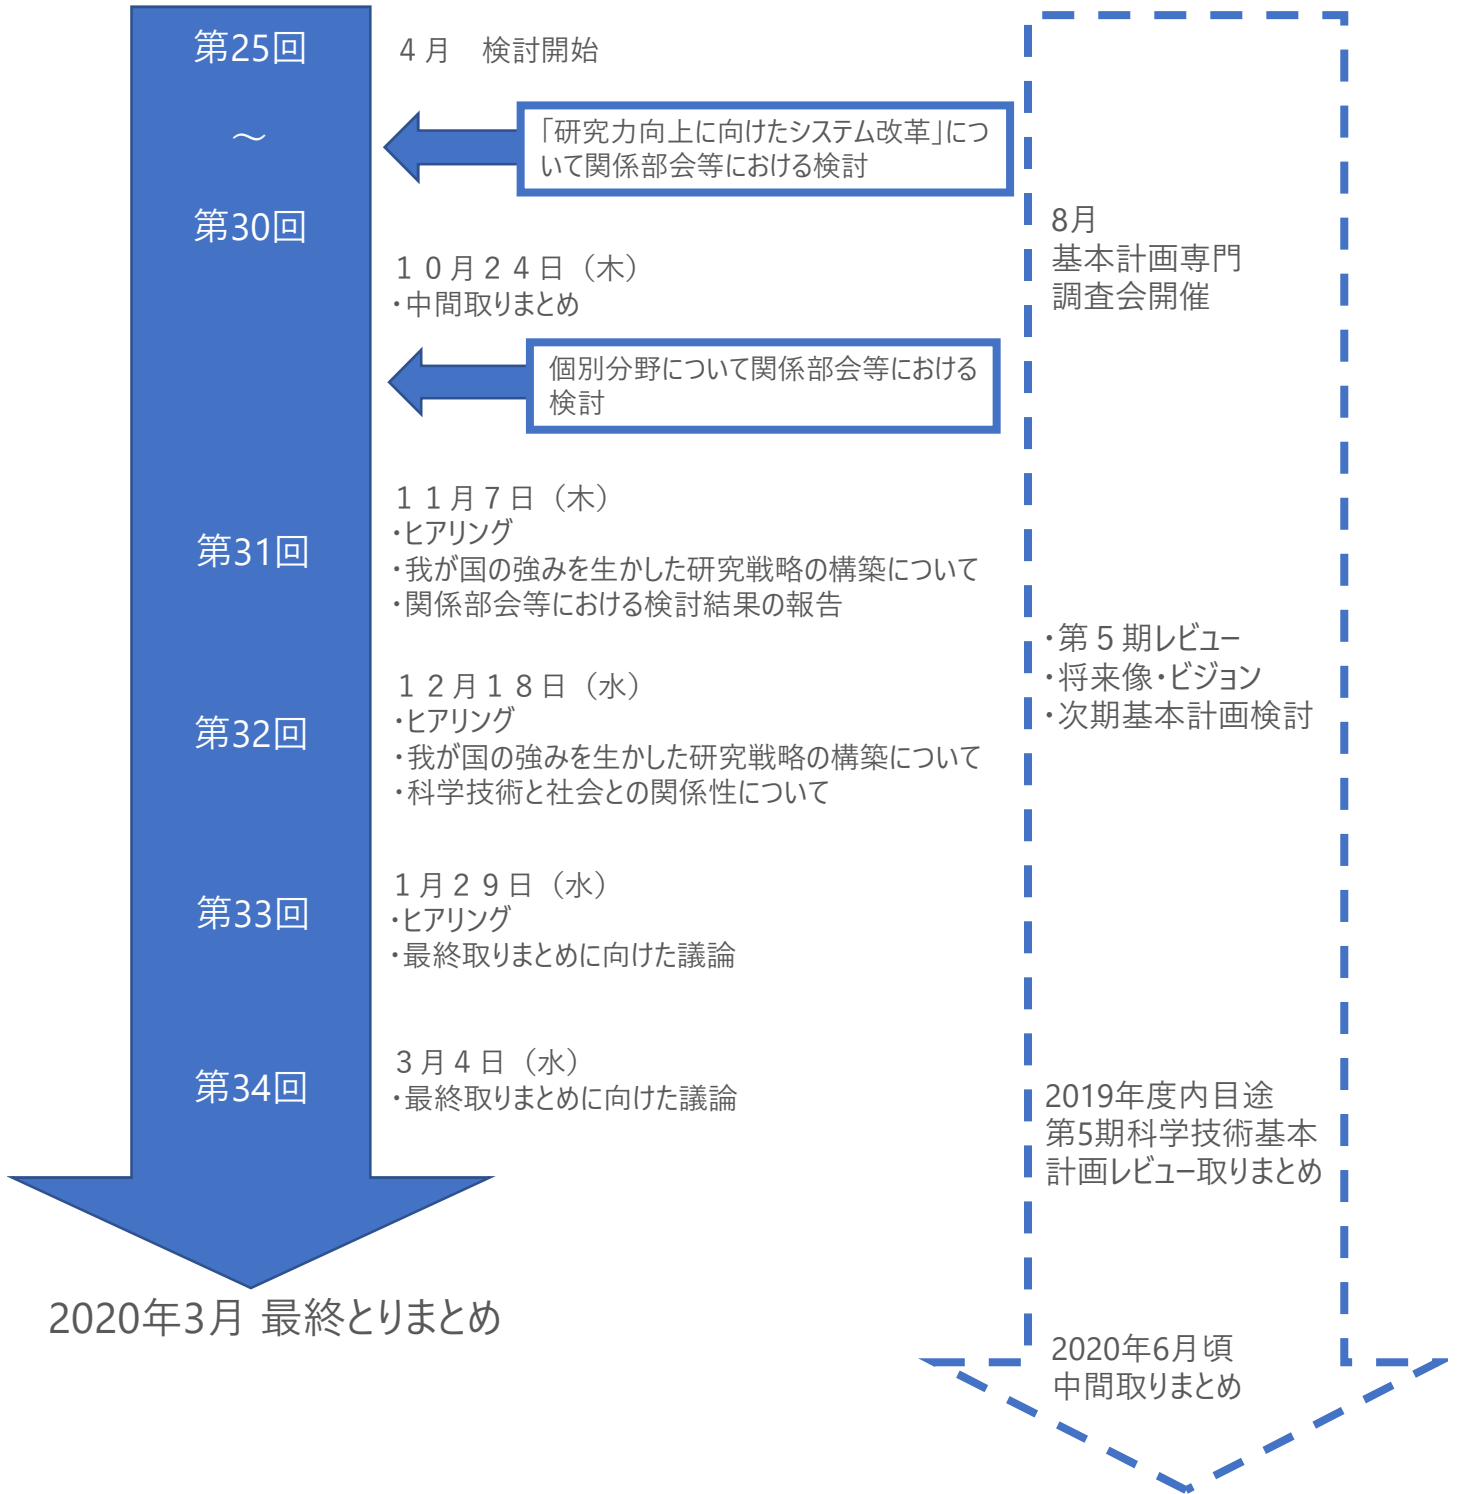 第25回
4月　検討開始
～
「研究力向上に向けたシステム改革」につ
いて関係部会等における検討
第30回
１０月２４日（木）
・中間取りまとめ
個別分野について関係部会等における
検討
第31回
１１月７日（木）
・ヒアリング
・我が国の強みを生かした研究戦略の構築について
・関係部会等における検討結果の報告
第32回
１２月１８日（水）
・ヒアリング
・我が国の強みを生かした研究戦略の構築について
・科学技術と社会との関係性について
第33回
１月２９日（水）
・ヒアリング
・最終取りまとめに向けた議論
第34回
３月４日（水）
・最終取りまとめに向けた議論
2020年3月 最終とりまとめ
8月
基本計画専門
調査会開催
・第５期レビュー
・将来像・ビジョン
・次期基本計画検討
2019年度内目途
第5期科学技術基本
計画レビュー取りまとめ
2020年6月頃
中間取りまとめ